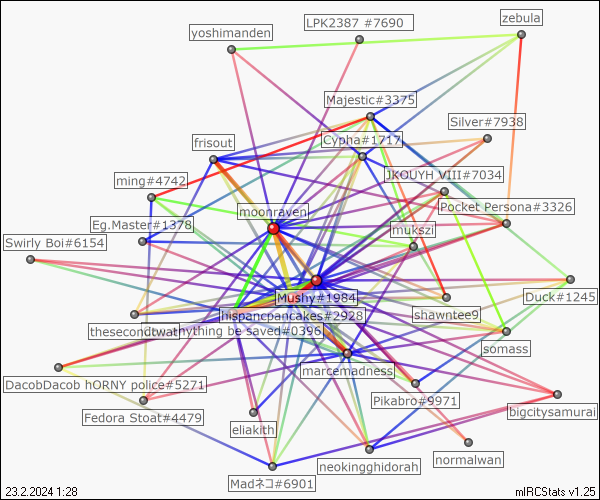 LPK2387 #7690
zebula
yoshimanden
Majestic#3375
Silver#7938
Cypha#1717
frisout
JKOUYH VIII#7034
ming#4742
Pocket Persona#3326
moonraven
Eg.Master#1378
mukszi
Swirly Boi#6154
Mushy#1984
Duck#1245
hispancpancakes#2928
shawntee9
thesecondtwat
nything be saved#0396
somass
marcemadness
DacobDacob hORNY police#5271
Pikabro#9971
bigcitysamurai
Fedora Stoat#4479
eliakith
normalwan
neokingghidorah
Madネコ#6901
23.2.2024 1:28
mIRCStats v1.25